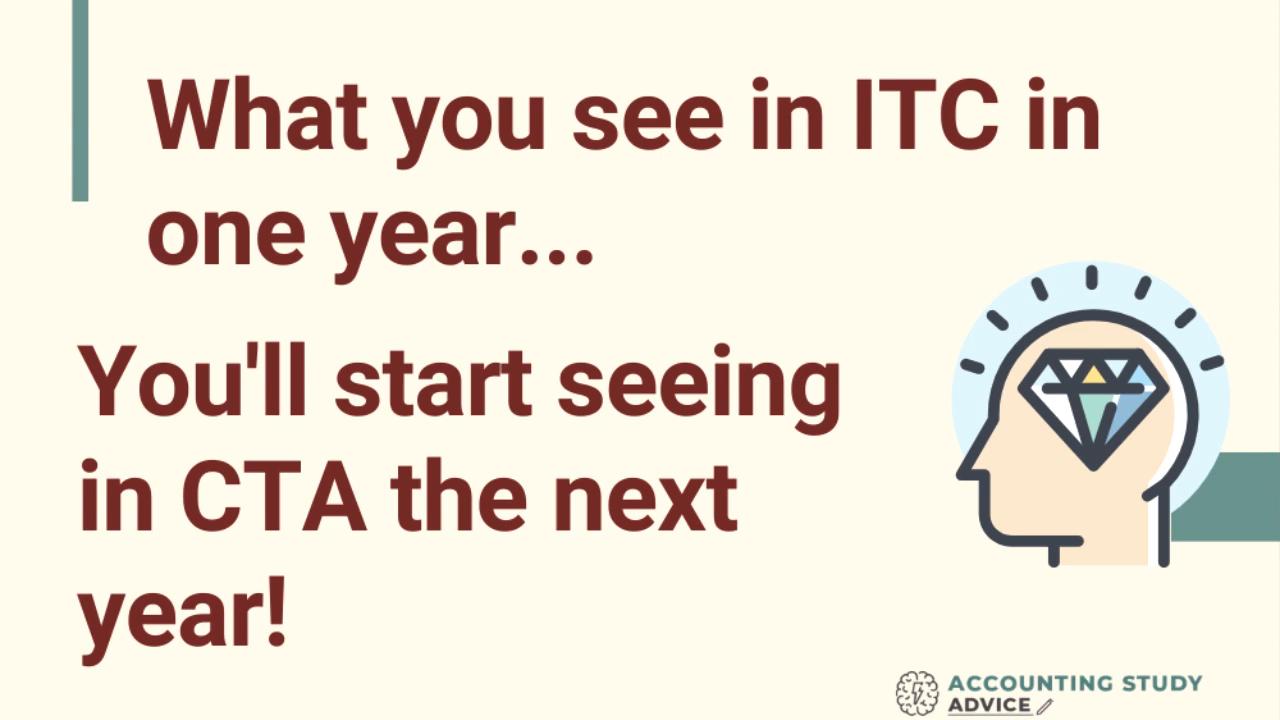 What you see in ITC in
one year...
You'll start seeing
in CTA the next
year!
ACCOUNTING STUDY
ADVICE